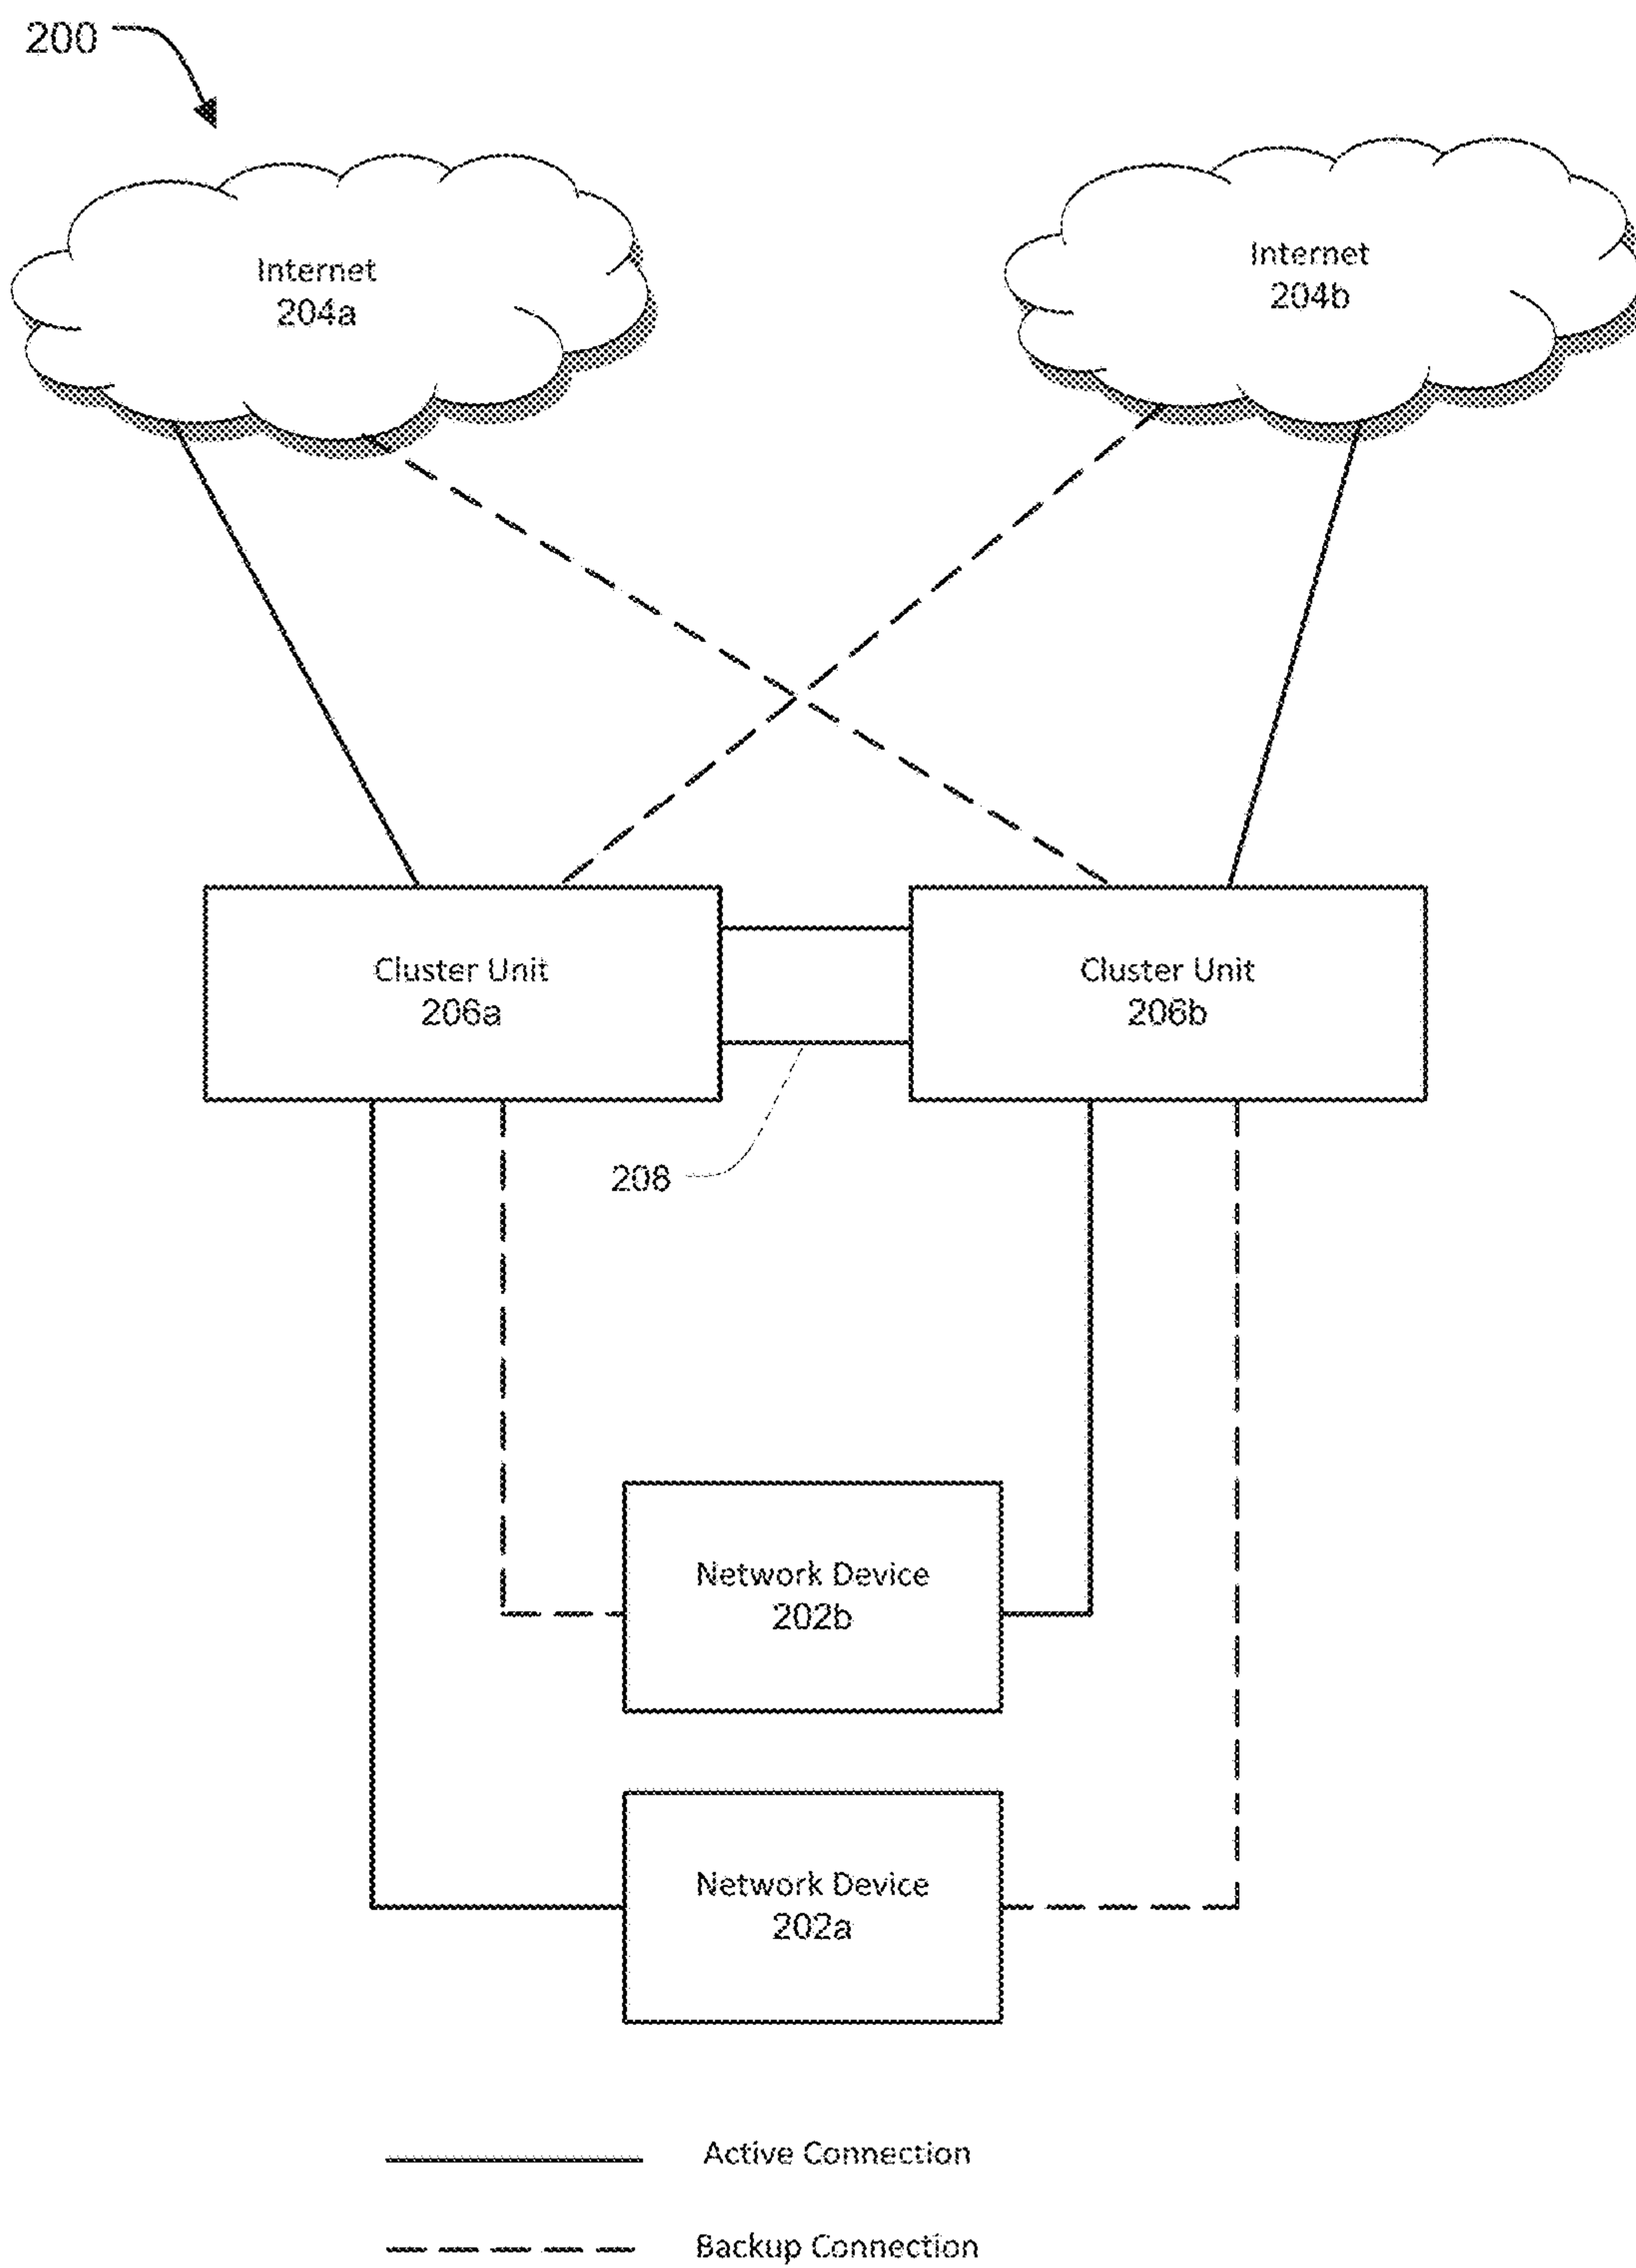 200
Internet
204a
Internet
204b
Cluster Unit
206a
Cluster Unit
206b
208
Network Device
202b
Network Device
202a
Active Connection
Backup Connection